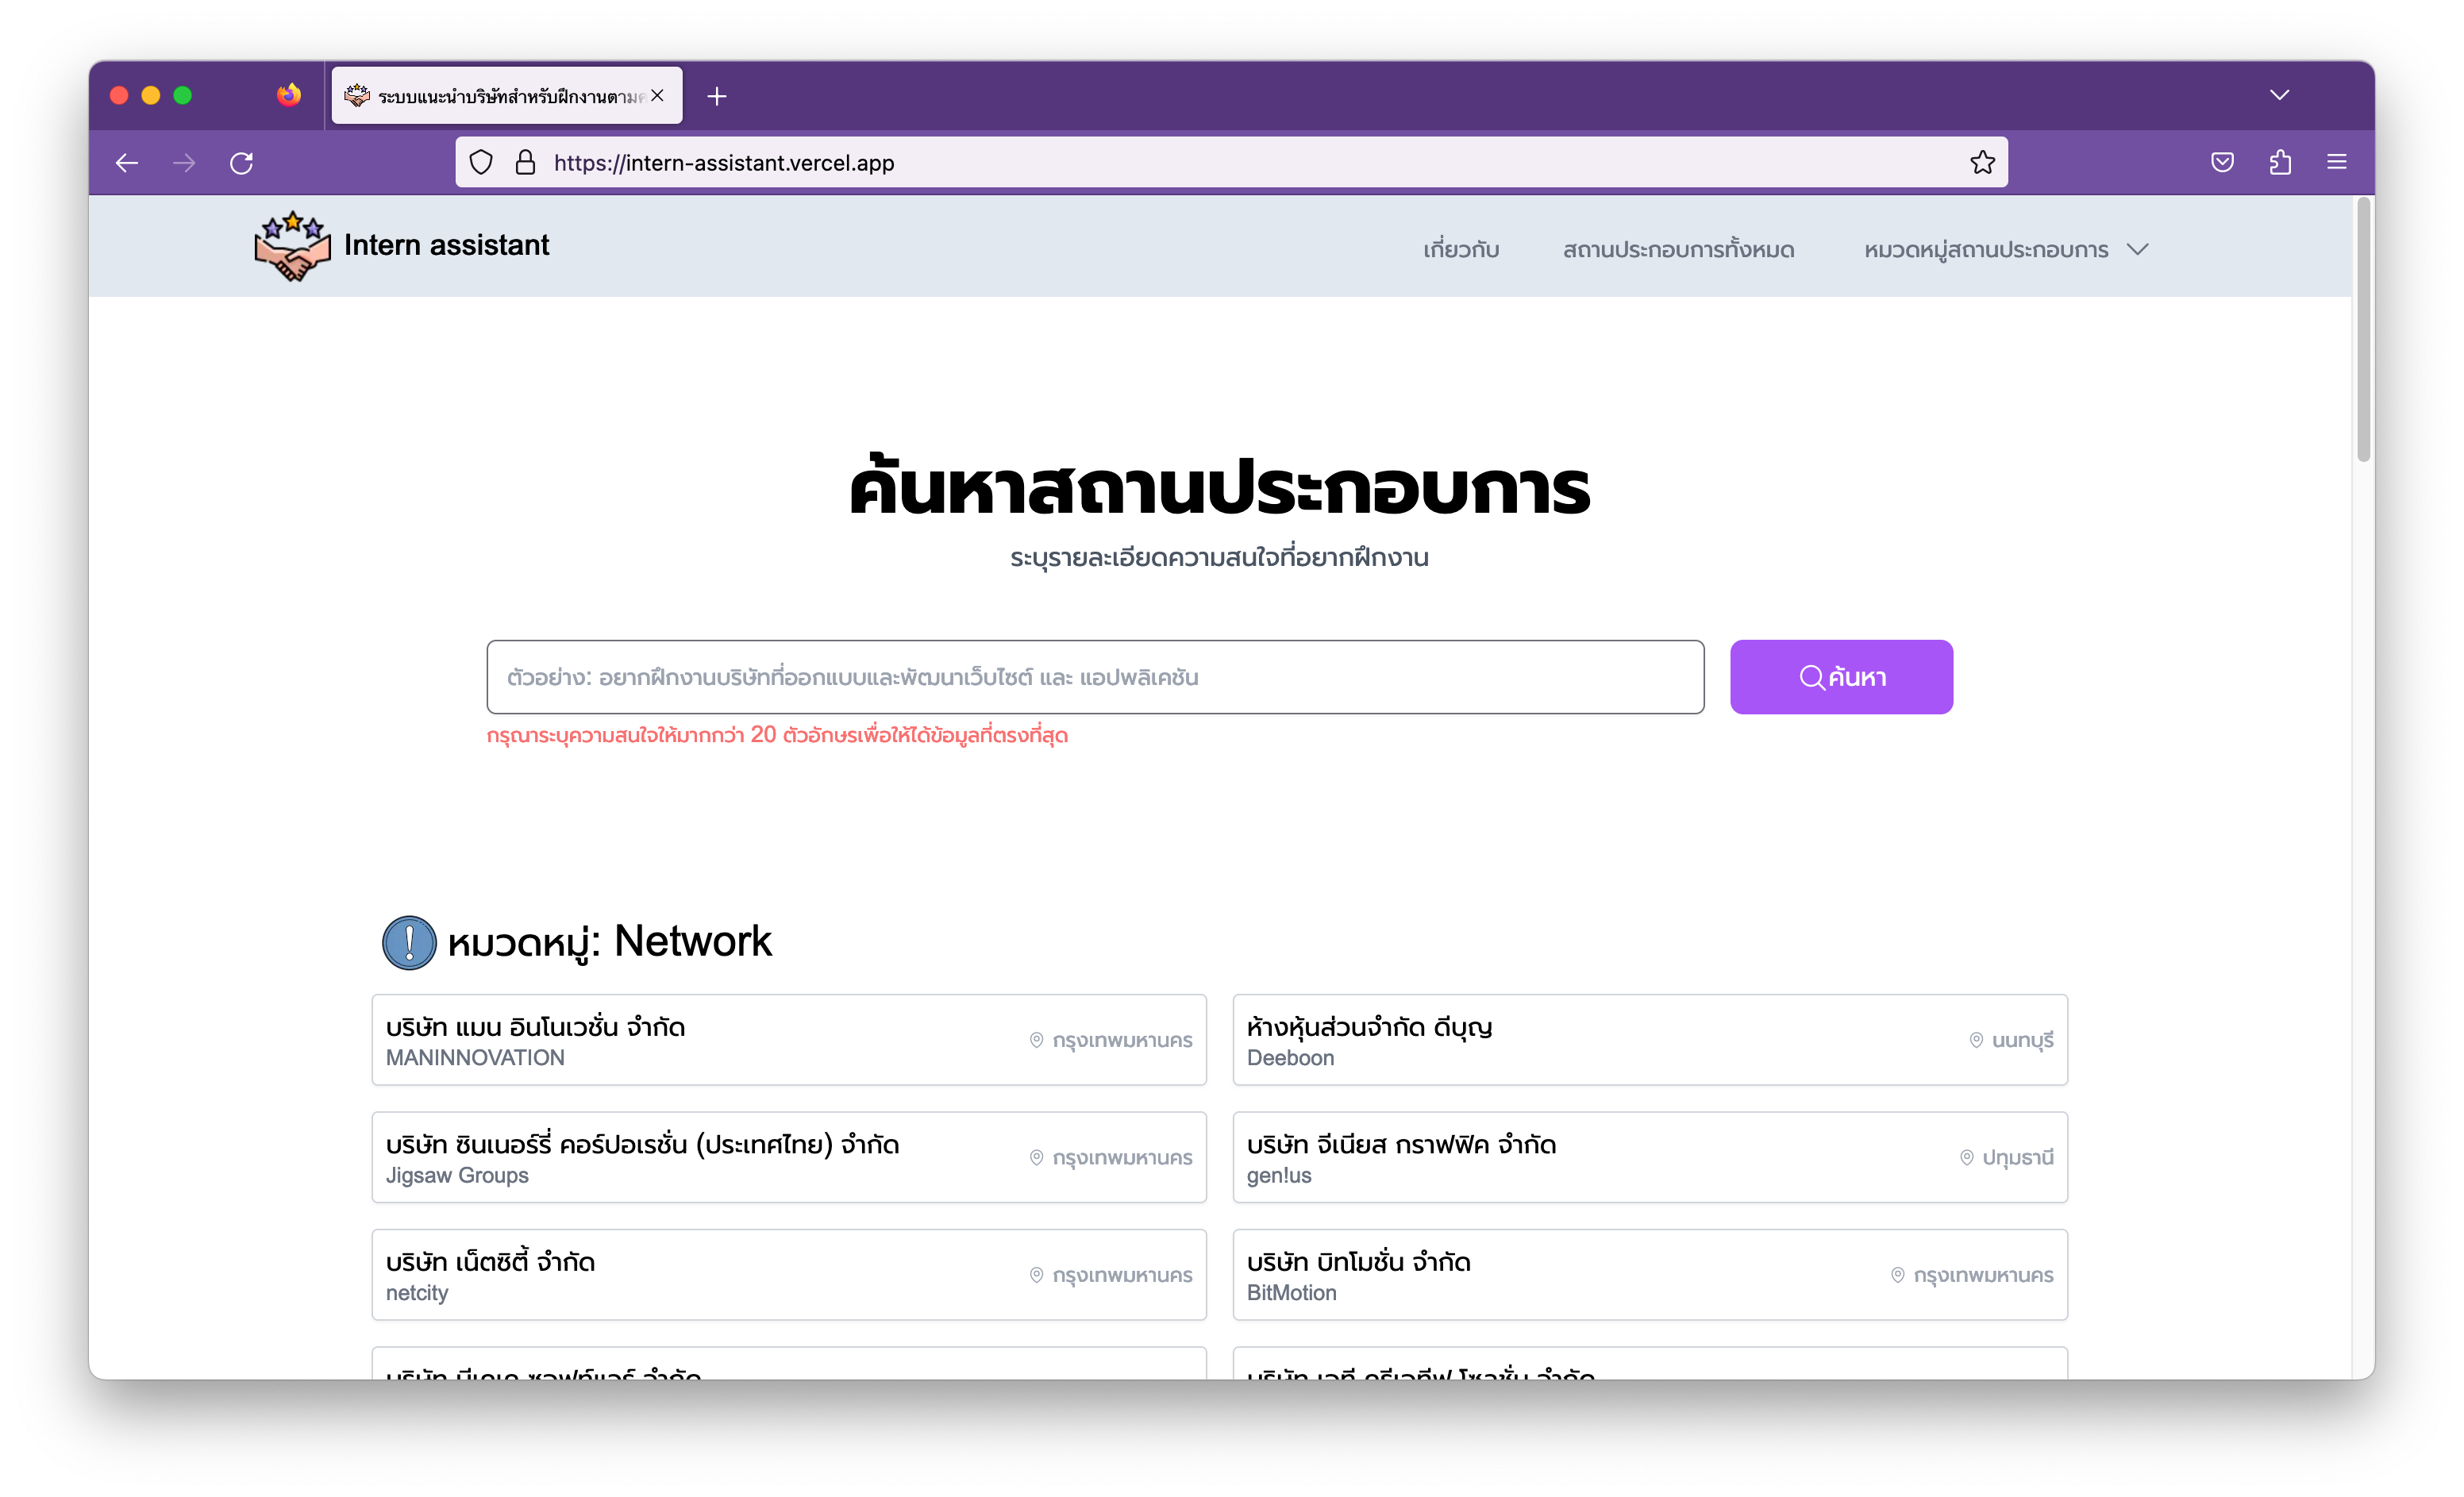 ระบบแนะนำบริษัทสำหรับฝึกงานตาม
https://intern-assistant.vercel.app
Intern assistant
เกี่ยวกับ
สถานประกอบการทั้งหมด
หมวดหมู่สถานประกอบการ
ค้นหาสถานประกอบการ
ระบุรายละเอียดความสนใจที่อยากฝึกงาน
ตัวอย่าง: อยากฝึกงานบริษัทที่ออกแบบและพัฒนาเว็บไซต์ และ แอปพลิเคชัน
ค้นหา
กรุณาระบุความสนใจให้มากกว่า 20 ตัวอักษรเพื่อให้ได้ข้อมูลที่ตรงที่สุด
หมวดหมู่: Network
บริษัท แมน อินโนเวชั่น จำกัด
MANINNOVATION
กรุงเทพมหานคร
ห้างหุ้นส่วนจำกัด ดีบุญ
Deeboon
นนทบุรี
บริษัท ซินเนอร์รี่ คอร์ปอเรชั่น (ประเทศไทย) จำกัด
Jigsaw Groups
กรุงเทพมหานคร
บริษัท จีเนียส กราฟฟิค จำกัด
gen!us
ปทุมธานี
บริษัท เน็ตซิตี้ จำกัด
netcity
กรุงเทพมหานคร
บริษัท บิทโมชั่น จำกัด
BitMotion
กรุงเทพมหานคร